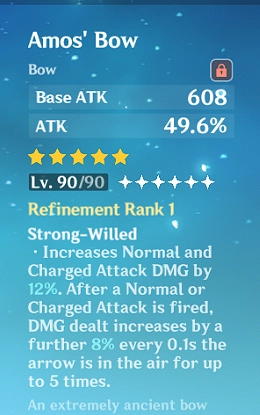 Amos' Bow
Bow
Base ATK 608
ATK 49.6%
Lv. 90/90
Refinement Rank 1
Strong-Willed
· Increases Normal and
Charged Attack DMG by
12%. After a Normal or
Charged Attack is fired,
DMG dealt increases by a
further 8% every 0.1s the
arrow is in the air for up
to 5 times.
An extremely ancient bow